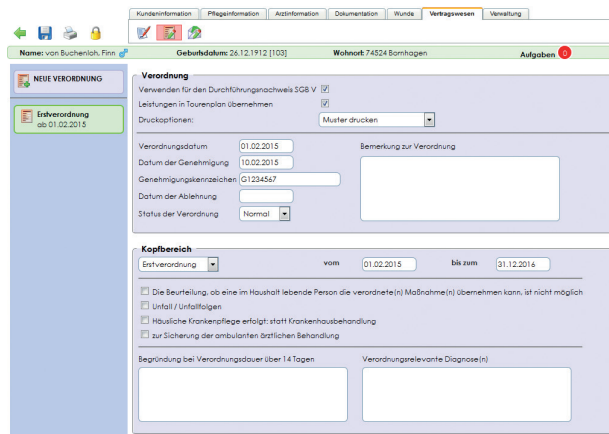 Kundeninformation Pflegeinformation Arztinformation Dokumentation Wunde Vertragswesen Verwaltung
Name: von Buchenloh, Finn Geburtsdatum: 26.12.1912 [103] Wohnort: 74524 Bornhagen Aufgaben 0
NEUE VERORDNUNG
Erstverordnung
ab 01.02.2015
Verordnung
Verwenden für den Durchführungsnachweis SGB V
Leistungen in Tourenplan übernehmen
Druckoptionen: Muster drucken
Verordnungsdatum 01.02.2015 Bemerkung zur Verordnung
Datum der Genehmigung 10.02.2015
Genehmigungskennzeichen G1234567
Datum der Ablehnung
Status der Verordnung Normal
Kopfbereich
Erstverordnung vom 01.02.2015 bis zum 31.12.2016
Die Beurteilung, ob eine im Haushalt lebende Person die verordnete(n) Maßnahme(n) übernehmen kann, ist nicht möglich
Unfall / Unfallfolgen
Häusliche Krankenpflege erfolgt: statt Krankenhausbehandlung
zur Sicherung der ambulanten ärztlichen Behandlung
Begründung bei Verordnungsdauer über 14 Tagen Verordnungsrelevante Diagnose(n)